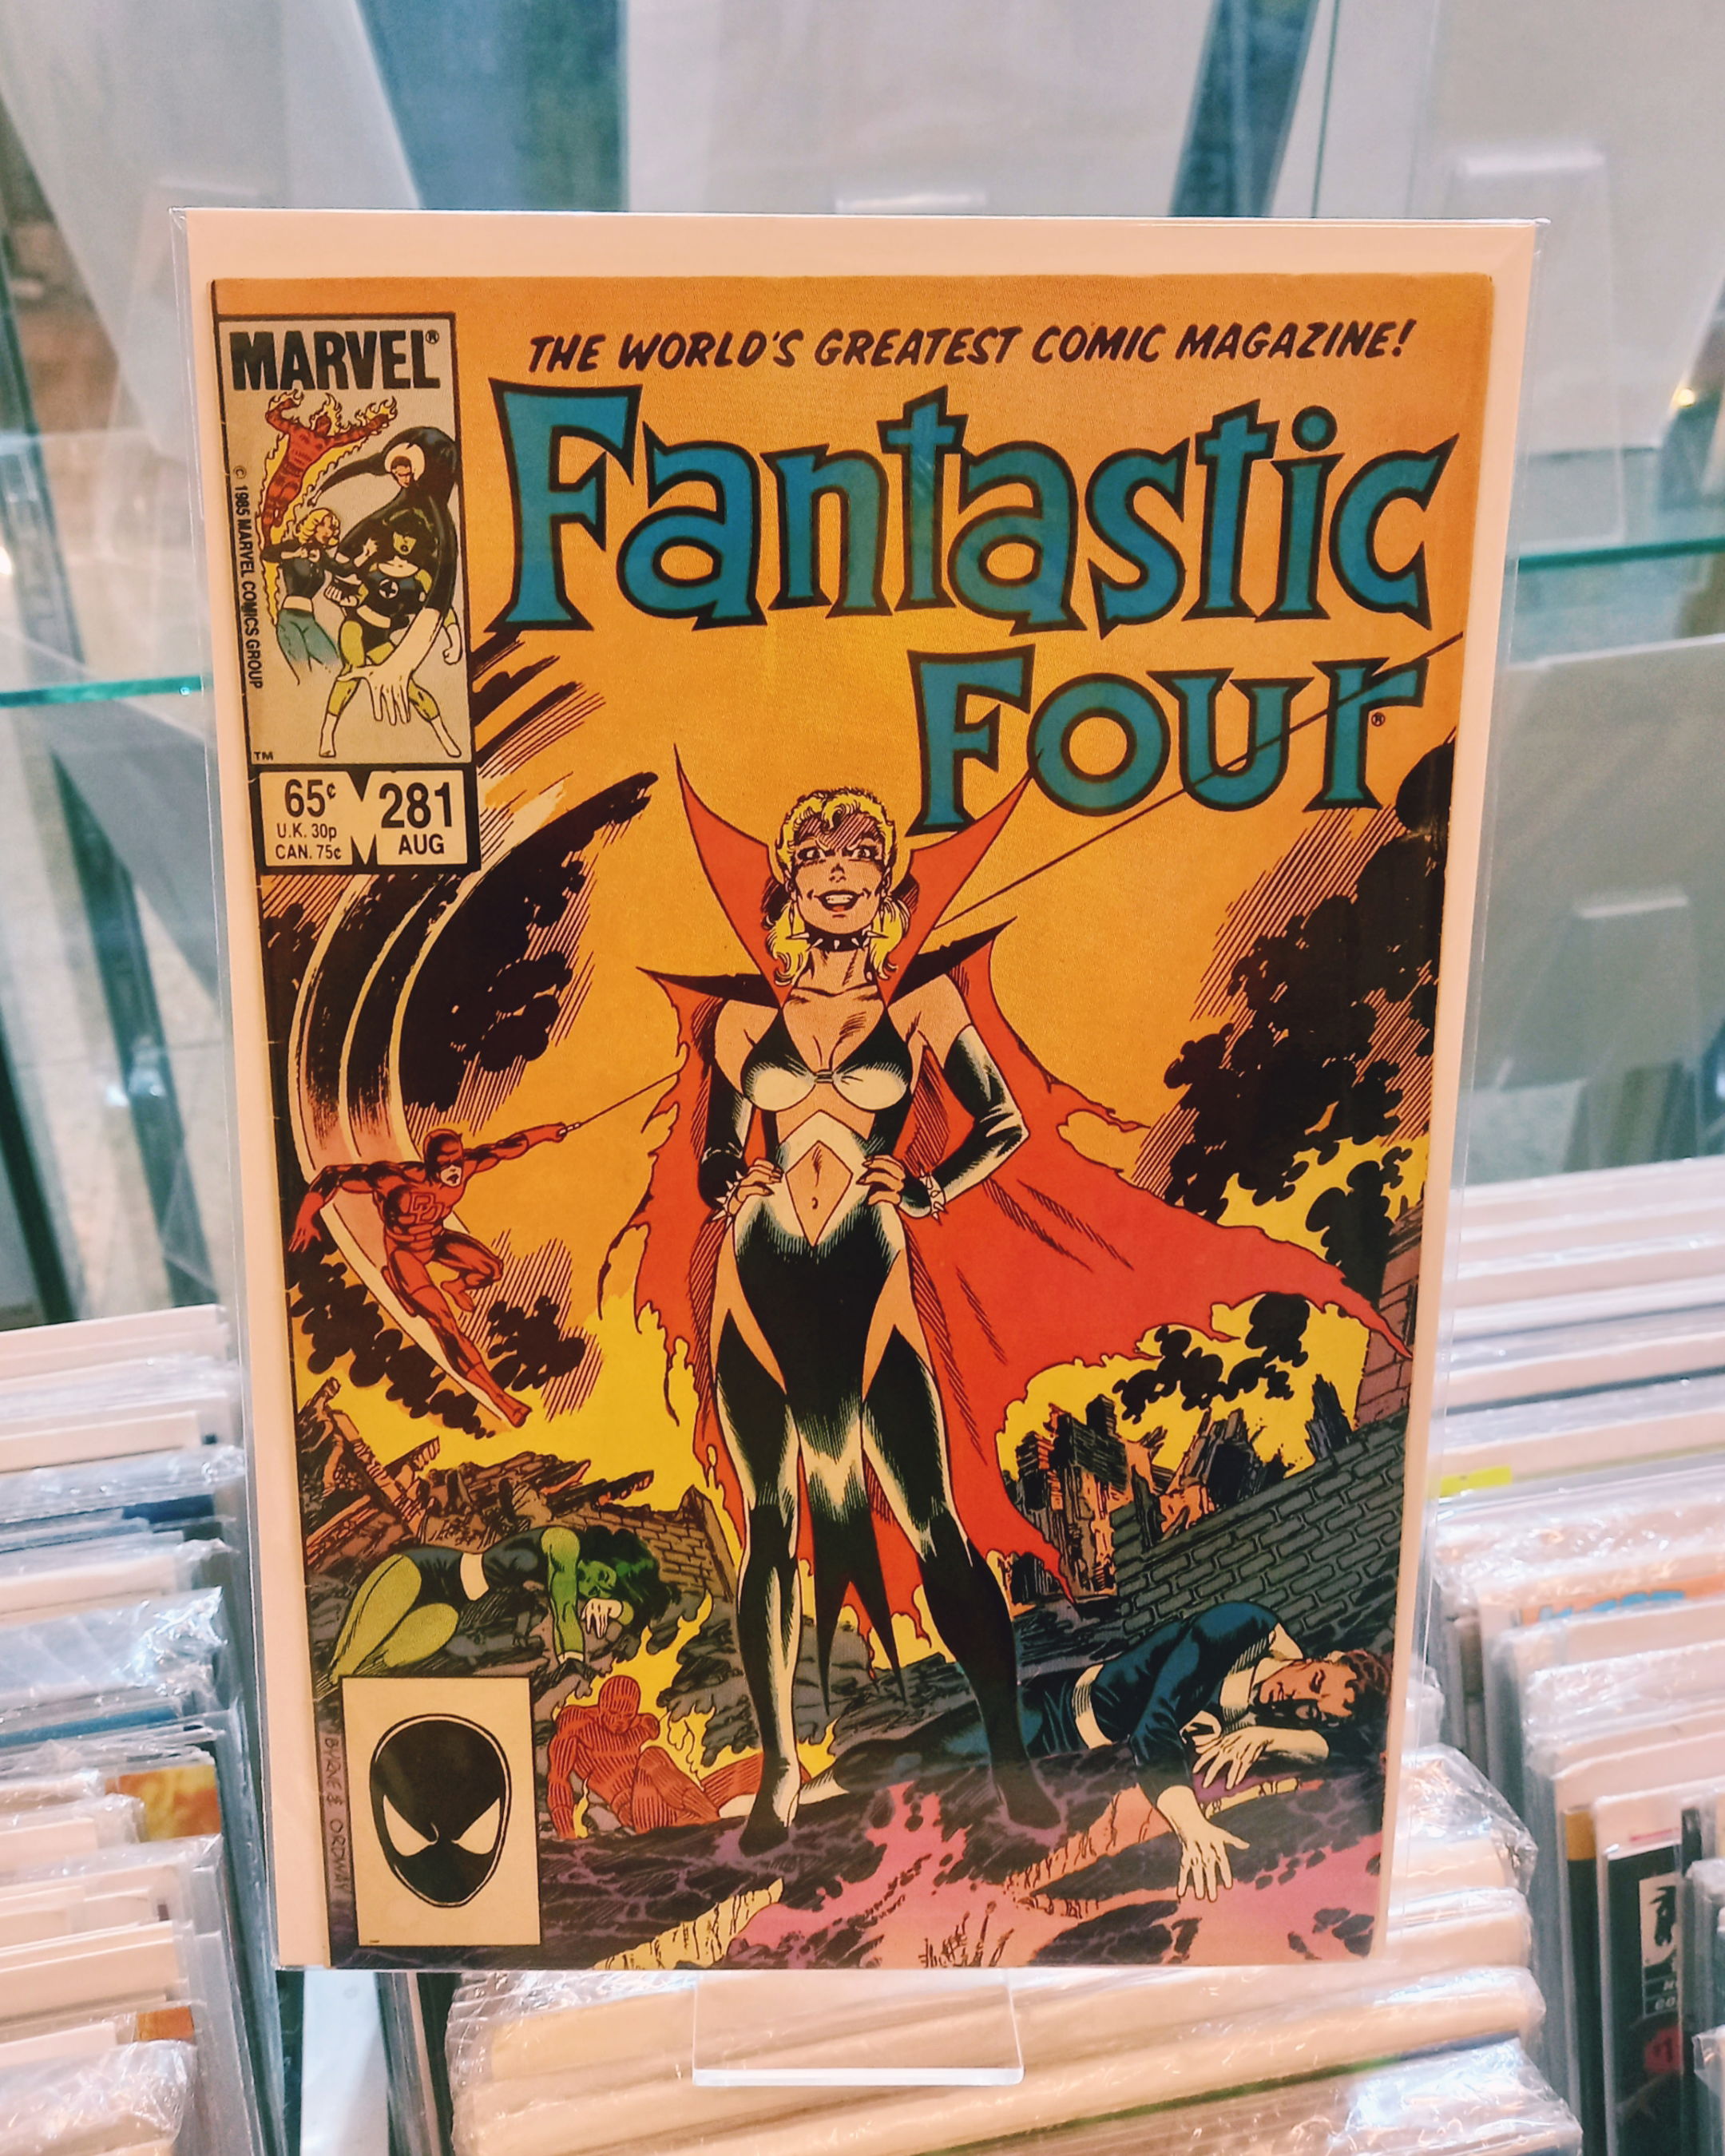 MARVEL®
THE WORLD'S GREATEST COMIC MAGAZINE!
Fantastic
Four®
© 1985 MARVEL COMICS GROUP
TM
65¢
U.K. 30p
CAN. 75¢
281
AUG
DD
BYRNE & ORDWAY